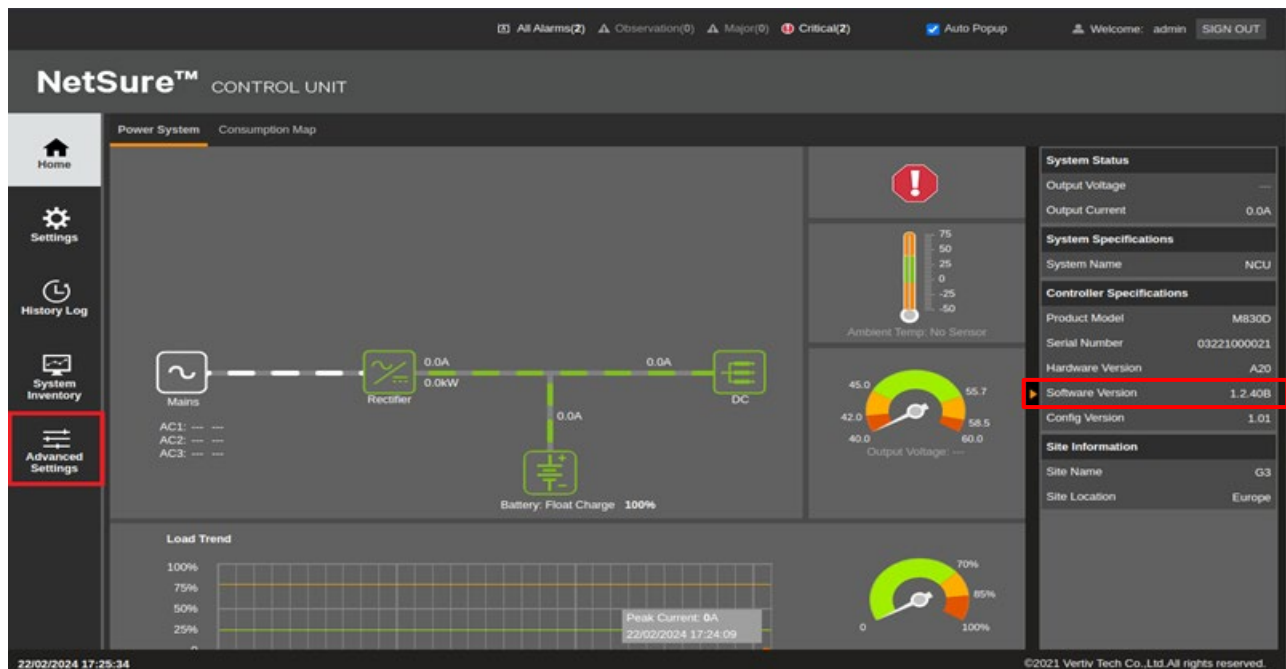 All Alarms(2) Observation(0) Major(0) Critical(2) Auto Popup Welcome: admin SIGN OUT
NetSure™ CONTROL UNIT
Power System Consumption Map
Home
Settings
History Log
System
Inventory
Advanced
Settings
Mains
AC1: --- ---
AC2: --- ---
AC3: --- ---
Rectifier
0.0A
0.0kW
0.0A
0.0A
DC
Battery: Float Charge 100%
75
50
25
0
-25
-50
Ambient Temp: No Sensor
45.0
55.7
42.0
58.5
40.0
60.0
Output Voltage: ---
Load Trend
100%
75%
50%
25%
0
Peak Current: 0A
22/02/2024 17:24:09
70%
85%
0
100%
System Status
Output Voltage ---
Output Current 0.0A
System Specifications
System Name NCU
Controller Specifications
Product Model M830D
Serial Number 03221000021
Hardware Version A20
Software Version 1.2.40B
Config Version 1.01
Site Information
Site Name G3
Site Location Europe
22/02/2024 17:25:34
©2021 Vertiv Tech Co.,Ltd.All rights reserved.